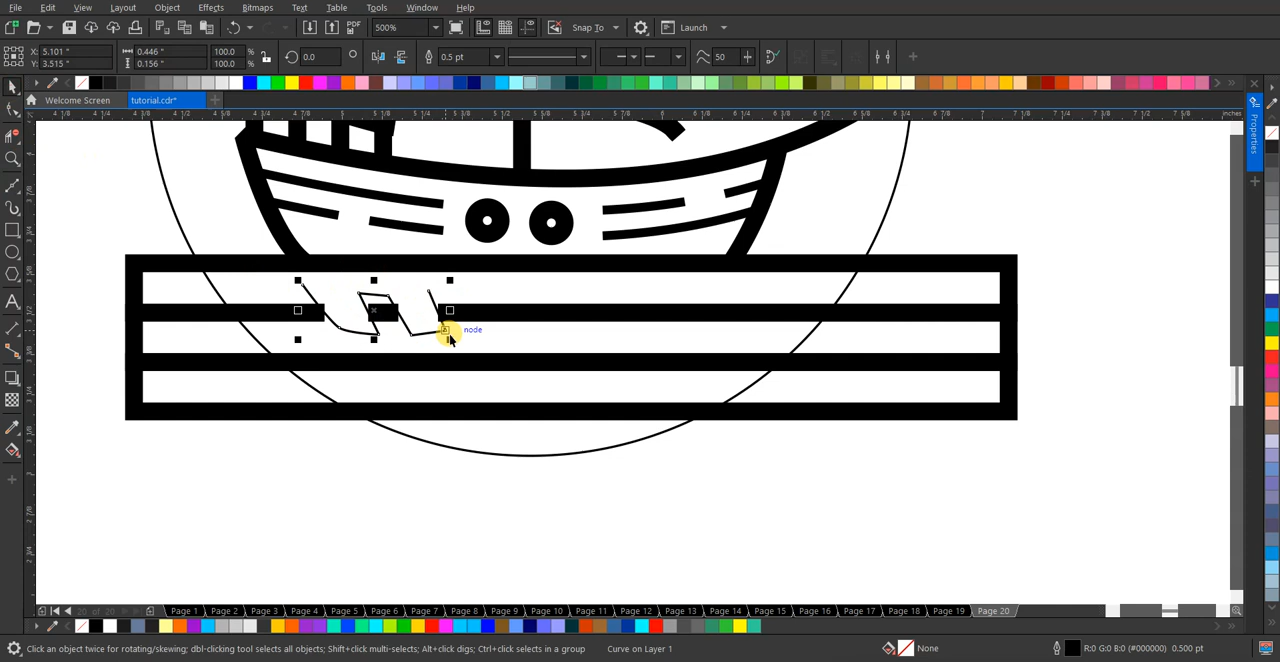 File Edit View Layout Object Effects Bitmaps Text Table Tools Window Help
PDF 500% Snap To Launch
X: 5.101 " 0.446 " 100.0 % 0.0 0.5 pt 50
Y: 3.515 " 0.156 " 100.0 %
Welcome Screen tutorial.cdr*
inches
Properties
node
20 of 20 Page 1 Page 2 Page 3 Page 4 Page 5 Page 6 Page 7 Page 8 Page 9 Page 10 Page 11 Page 12 Page 13 Page 14 Page 15 Page 16 Page 17 Page 18 Page 19 Page 20
Click an object twice for rotating/skewing; dbl-clicking tool selects all objects; Shift+click multi-selects; Alt+click digs; Ctrl+click selects in a group Curve on Layer 1 None R:0 G:0 B:0 (#000000) 0.500 pt